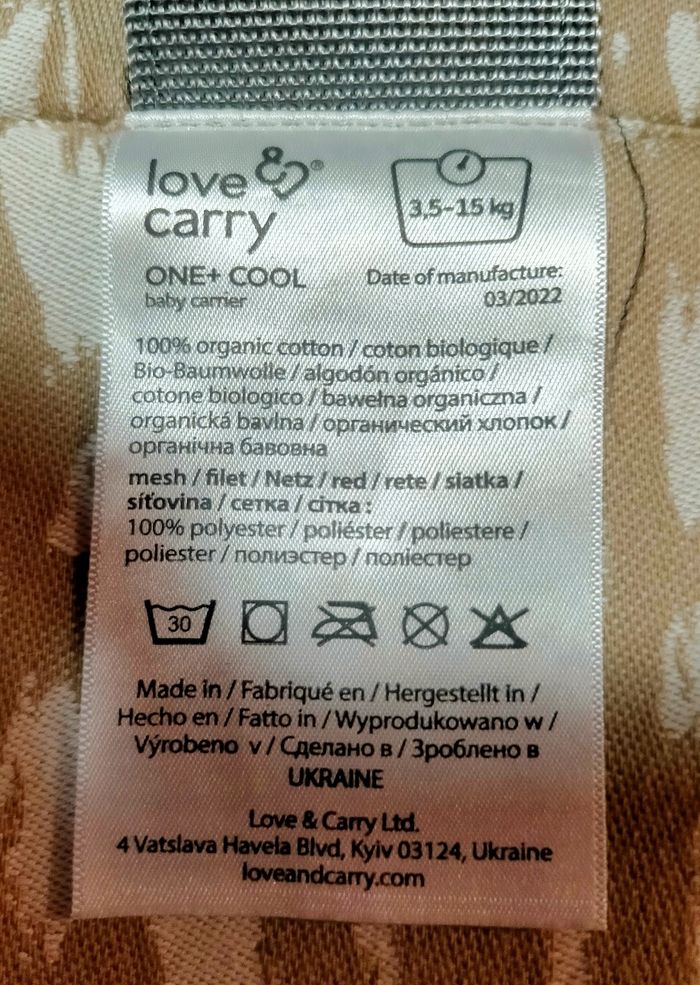 love & ®
carry
3,5-15 kg
ONE+ COOL
baby carrier
Date of manufacture:
03/2022
100% organic cotton / coton biologique /
Bio-Baumwolle / algodón orgánico /
cotone biologico / bawełna organiczna /
organická bavlna / органический хлопок /
органічна бавовна
mesh / filet / Netz / red / rete / siatka /
síťovina / сетка / сітка :
100% polyester / poliéster / poliestere /
poliester / полиэстер / поліестер
30
Made in / Fabriqué en / Hergestellt in /
Hecho en / Fatto in / Wyprodukowano w /
Výrobeno v / Сделано в / Зроблено в
UKRAINE
Love & Carry Ltd.
4 Vatslava Havela Blvd, Kyiv 03124, Ukraine
loveandcarry.com